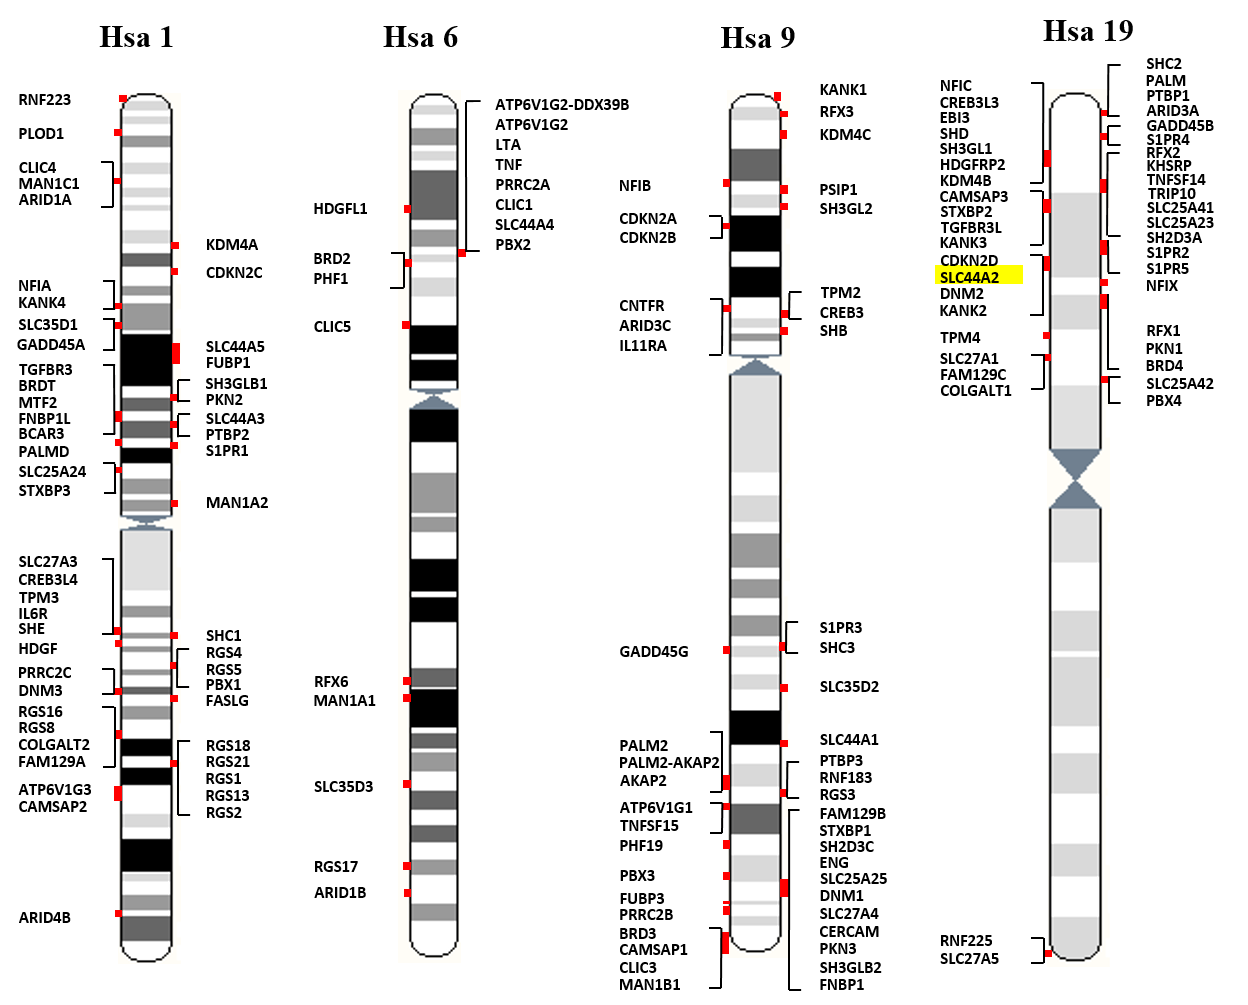 Hsa 1
RNF223
PLOD1
CLIC4
MAN1C1
ARID1A
NFIA
KANK4
SLC35D1
GADD45A
TGFBR3
BRDT
MTF2
FNBP1L
BCAR3
PALMD
SLC25A24
STXBP3
SLC27A3
CREB3L4
TPM3
IL6R
SHE
HDGF
PRRC2C
DNM3
RGS16
RGS8
COLGALT2
FAM129A
ATP6V1G3
CAMSAP2
ARID4B
KDM4A
CDKN2C
SLC44A5
FUBP1
SH3GLB1
PKN2
SLC44A3
PTBP2
S1PR1
MAN1A2
SHC1
RGS4
RGS5
PBX1
FASLG
RGS18
RGS21
RGS1
RGS13
RGS2
Hsa 6
HDGFL1
BRD2
PHF1
CLIC5
RFX6
MAN1A1
SLC35D3
RGS17
ARID1B
ATP6V1G2-DDX39B
ATP6V1G2
LTA
TNF
PRRC2A
CLIC1
SLC44A4
PBX2
Hsa 9
NFIB
CDKN2A
CDKN2B
CNTFR
ARID3C
IL11RA
GADD45G
PALM2
PALM2-AKAP2
AKAP2
ATP6V1G1
TNFSF15
PHF19
PBX3
FUBP3
PRRC2B
BRD3
CAMSAP1
CLIC3
MAN1B1
KANK1
RFX3
KDM4C
PSIP1
SH3GL2
TPM2
CREB3
SHB
S1PR3
SHC3
SLC35D2
SLC44A1
PTBP3
RNF183
RGS3
FAM129B
STXBP1
SH2D3C
ENG
SLC25A25
DNM1
SLC27A4
CERCAM
PKN3
SH3GLB2
FNBP1
Hsa 19
NFIC
CREB3L3
EBI3
SHD
SH3GL1
HDGFRP2
KDM4B
CAMSAP3
STXBP2
TGFBR3L
KANK3
CDKN2D
SLC44A2
DNM2
KANK2
TPM4
SLC27A1
FAM129C
COLGALT1
RNF225
SLC27A5
SHC2
PALM
PTBP1
ARID3A
GADD45B
S1PR4
RFX2
KHSRP
TNFSF14
TRIP10
SLC25A41
SLC25A23
SH2D3A
S1PR2
S1PR5
NFIX
RFX1
PKN1
BRD4
SLC25A42
PBX4